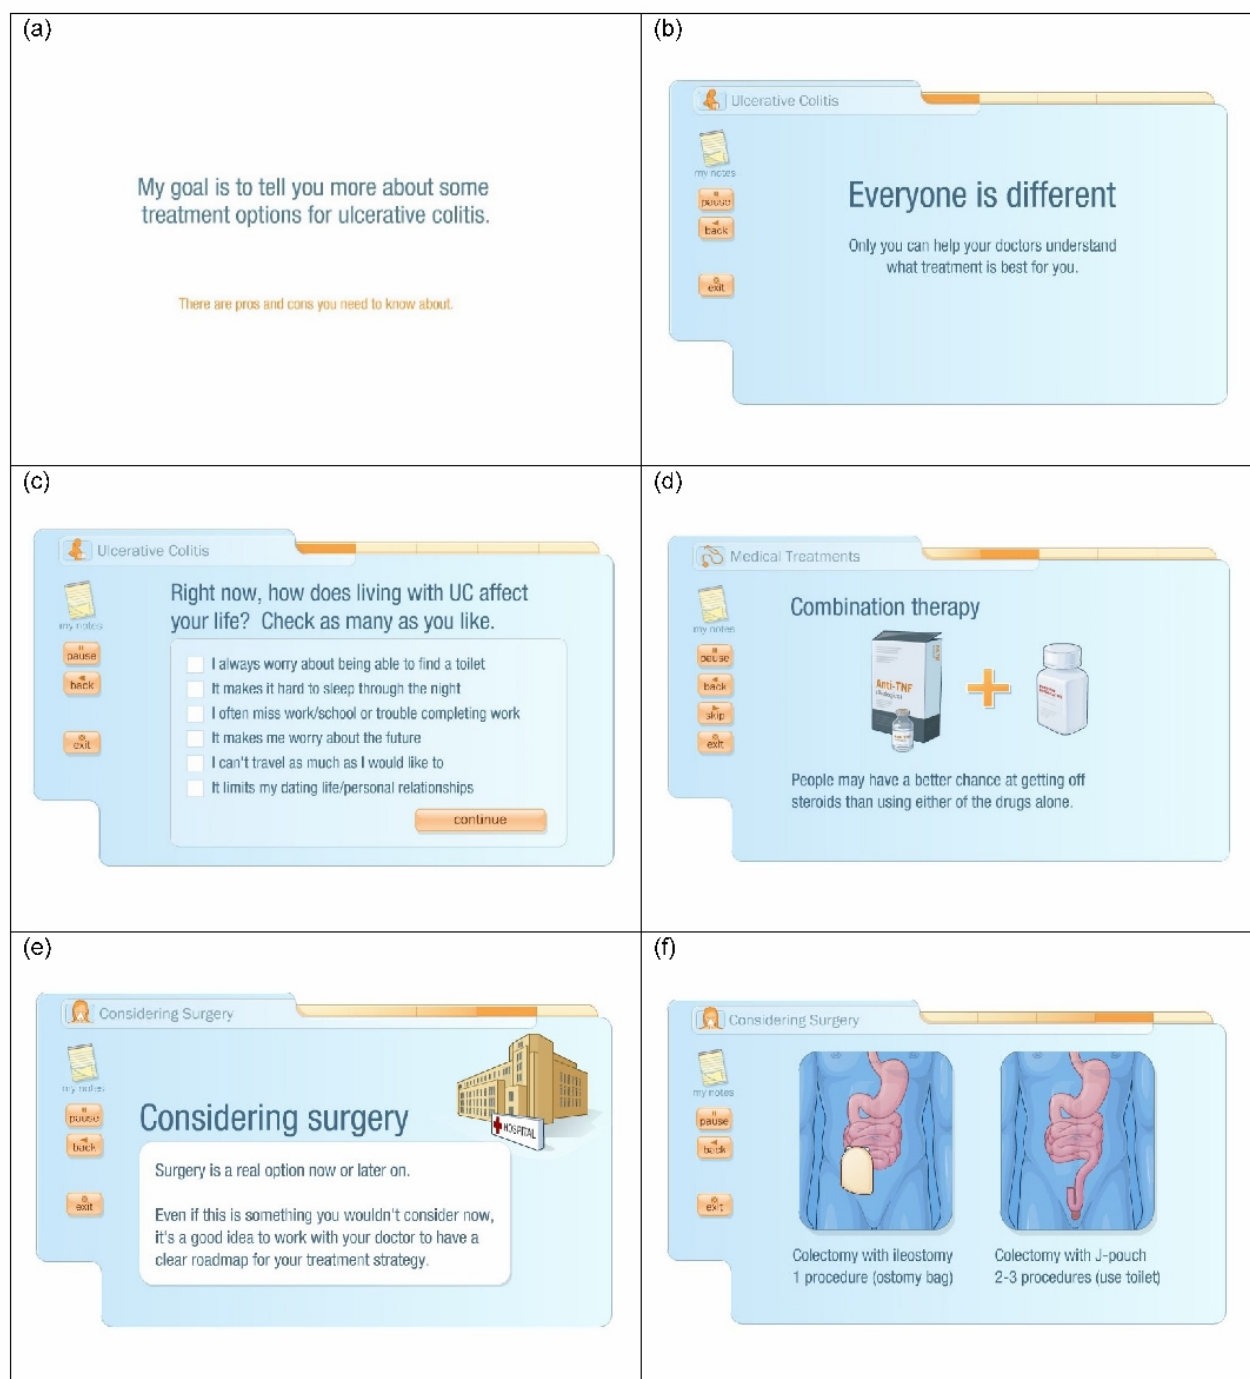 (a)
My goal is to tell you more about some
treatment options for ulcerative colitis.
There are pros and cons you need to know about.
(b)
Ulcerative Colitis
my notes
pause
back
exit
Everyone is different
Only you can help your doctors understand
what treatment is best for you.
(c)
Ulcerative Colitis
my notes
pause
back
exit
Right now, how does living with UC affect
your life? Check as many as you like.
I always worry about being able to find a toilet
It makes it hard to sleep through the night
I often miss work/school or trouble completing work
It makes me worry about the future
I can't travel as much as I would like to
It limits my dating life/personal relationships
continue
(d)
Medical Treatments
my notes
pause
back
skip
exit
Combination therapy
Anti-TNF
People may have a better chance at getting off
steroids than using either of the drugs alone.
(e)
Considering Surgery
my notes
pause
back
exit
HOSPITAL
Considering surgery
Surgery is a real option now or later on.
Even if this is something you wouldn't consider now,
it's a good idea to work with your doctor to have a
clear roadmap for your treatment strategy.
(f)
Considering Surgery
my notes
pause
back
exit
Colectomy with ileostomy
1 procedure (ostomy bag)
Colectomy with J-pouch
2-3 procedures (use toilet)